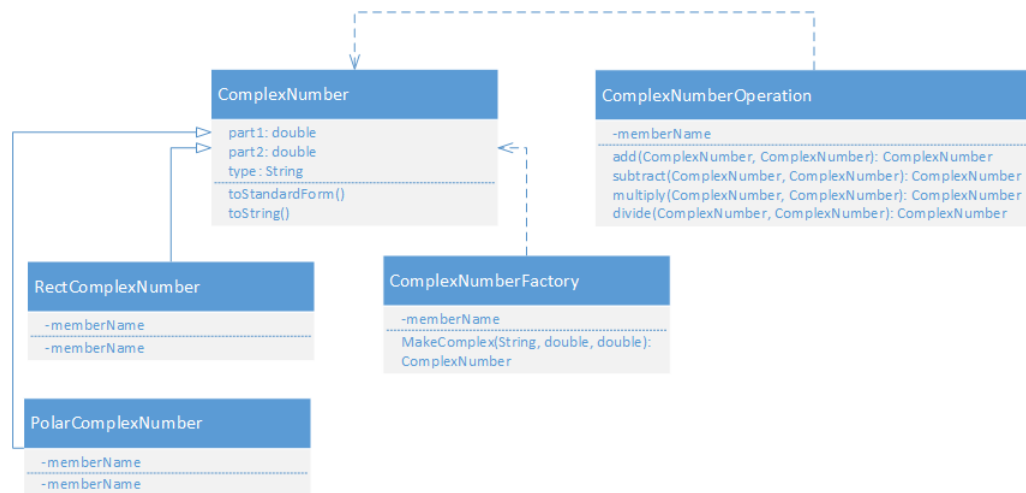 ComplexNumber
part1: double
part2: double
type: String
toStandardForm()
toString()
ComplexNumberOperation
-memberName
add(ComplexNumber, ComplexNumber): ComplexNumber
subtract(ComplexNumber, ComplexNumber): ComplexNumber
multiply(ComplexNumber, ComplexNumber): ComplexNumber
divide(ComplexNumber, ComplexNumber): ComplexNumber
RectComplexNumber
-memberName
-memberName
ComplexNumberFactory
-memberName
MakeComplex(String, double, double):
ComplexNumber
PolarComplexNumber
-memberName
-memberName